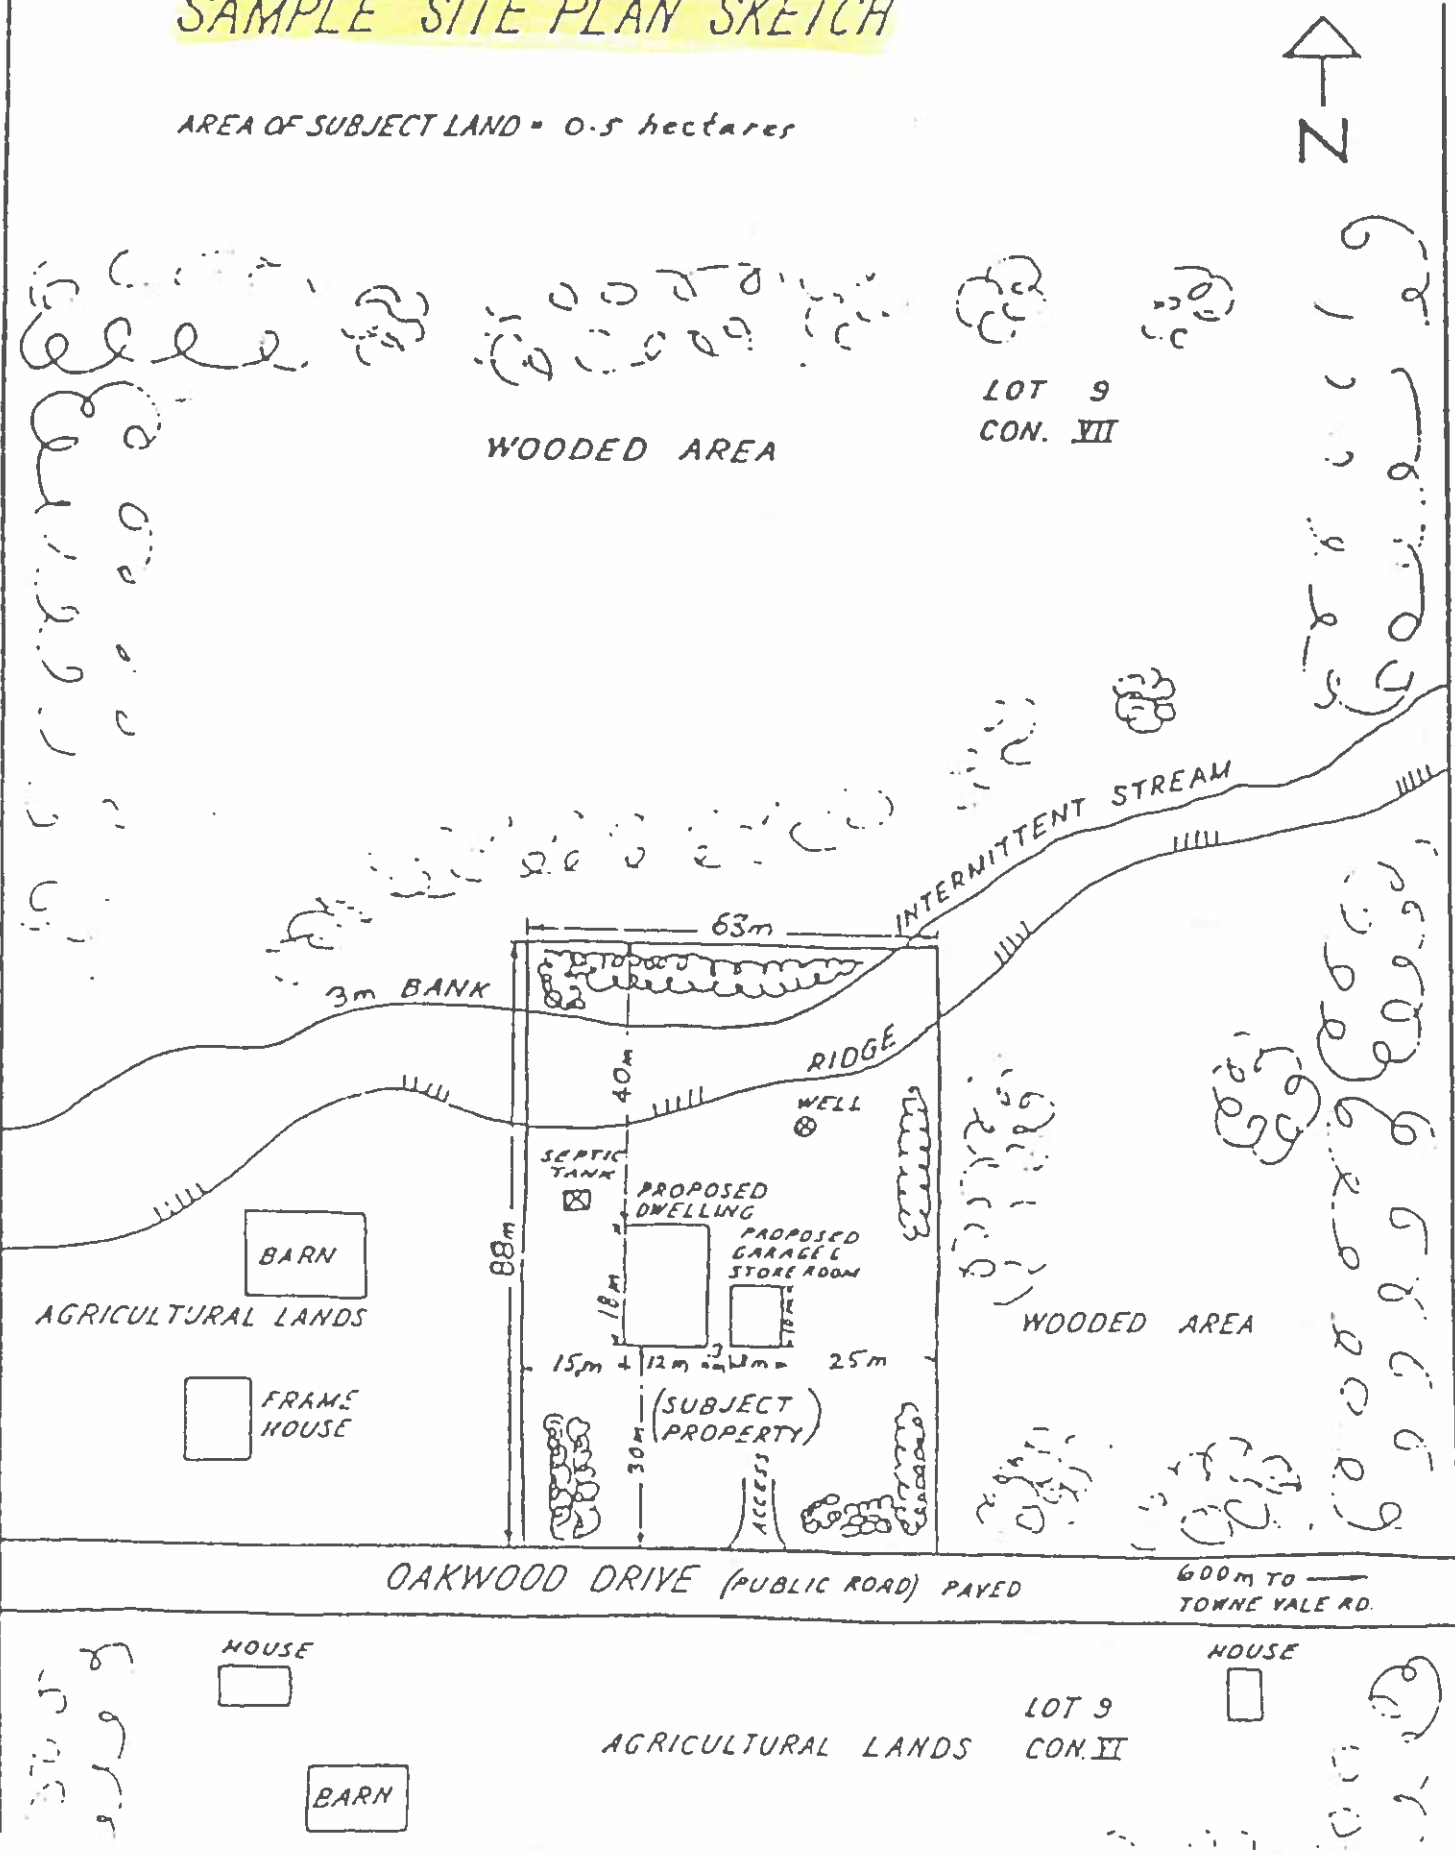 SAMPLE SITE PLAN SKETCH
AREA OF SUBJECT LAND = 0.5 hectares
N
LOT 9
CON. VII
WOODED AREA
INTERMITTENT STREAM
63m
3m BANK
RIDGE
40m
WELL
SEPTIC
TANK
PROPOSED
DWELLING
PROPOSED
GARAGE &
STORE ROOM
88m
18m
10m
BARN
AGRICULTURAL LANDS
WOODED AREA
15m 12m 3m 8m 25m
FRAME
HOUSE
(SUBJECT
PROPERTY)
30m
ACCESS
OAKWOOD DRIVE (PUBLIC ROAD) PAVED
600m TO
TOWNE VALE RD.
HOUSE
HOUSE
LOT 9
AGRICULTURAL LANDS CON. VI
BARN